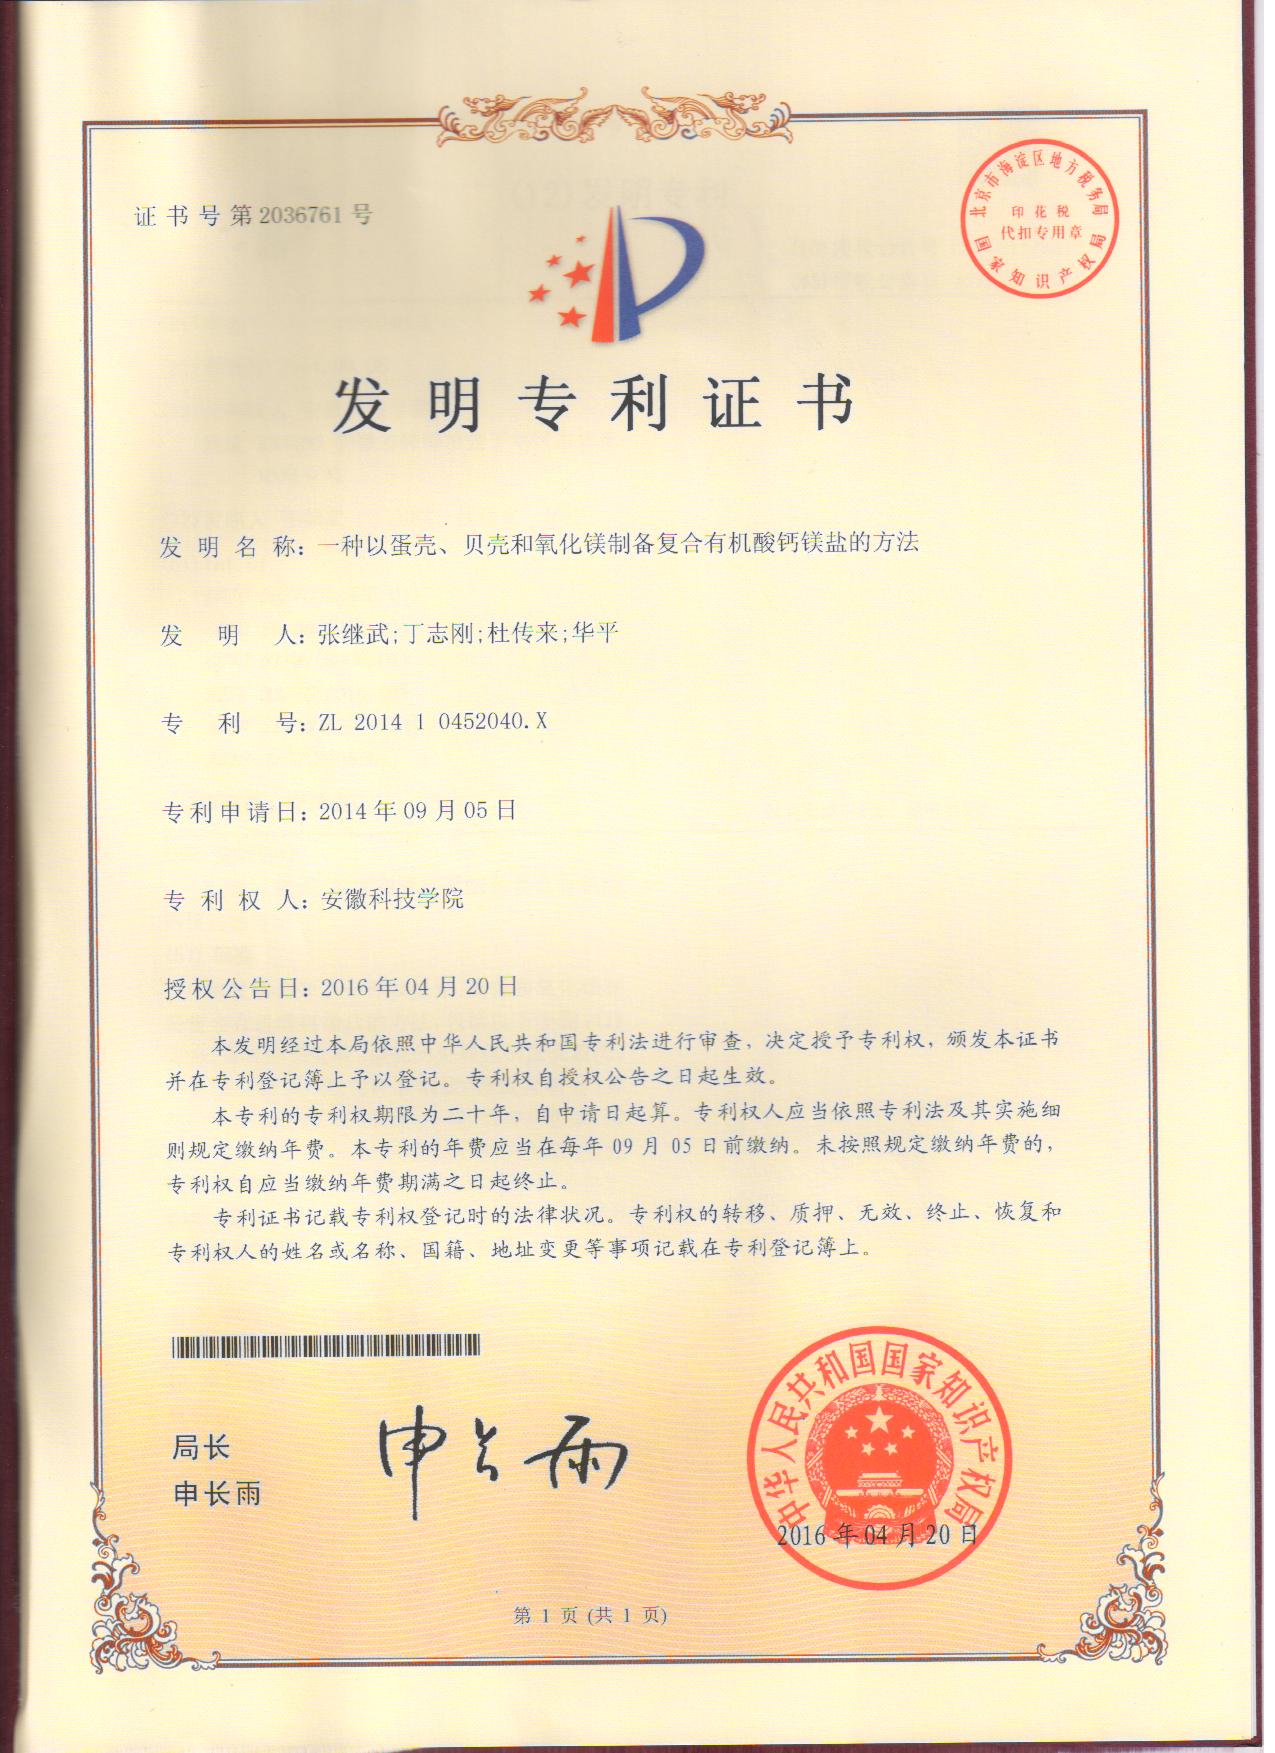 证书号第2036761号
北京市海淀区地方税务局
印花税
代扣专用章
国家知识产权局
发明专利证书
发明名称：一种以蛋壳、贝壳和氧化镁制备复合有机酸钙镁盐的方法
发明人：张继武;丁志刚;杜传来;华平
专利号：ZL 2014 1 0452040.X
专利申请日：2014年09月05日
专利权人：安徽科技学院
授权公告日：2016年04月20日
本发明经过本局依照中华人民共和国专利法进行审查，决定授予专利权，颁发本证书
并在专利登记簿上予以登记。专利权自授权公告之日起生效。
本专利的专利权期限为二十年，自申请日起算。专利权人应当依照专利法及其实施细
则规定缴纳年费。本专利的年费应当在每年09月05日前缴纳。未按照规定缴纳年费的，
专利权自应当缴纳年费期满之日起终止。
专利证书记载专利权登记时的法律状况。专利权的转移、质押、无效、终止、恢复和
专利权人的姓名或名称、国籍、地址变更等事项记载在专利登记簿上。
局长
申长雨
申长雨
中华人民共和国国家知识产权局
2016年04月20日
第 1 页 (共 1 页)